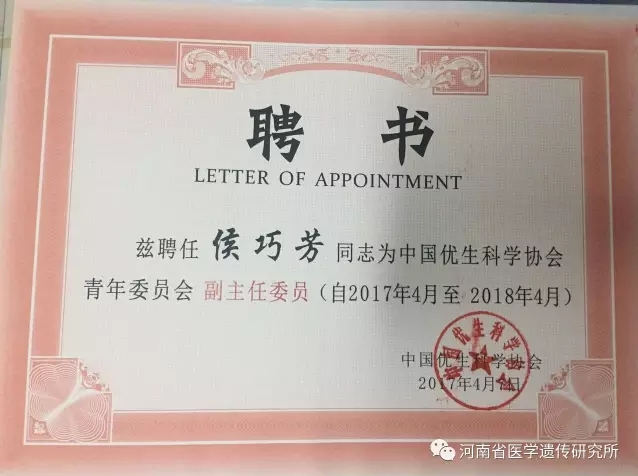 聘 书
LETTER OF APPOINTMENT
兹聘任 侯巧芳 同志为中国优生科学协会
青年委员会 副主任委员（自2017年4月至 2018年4月）
中国优生科学协会
2017年4月 日
河南省医学遗传研究所